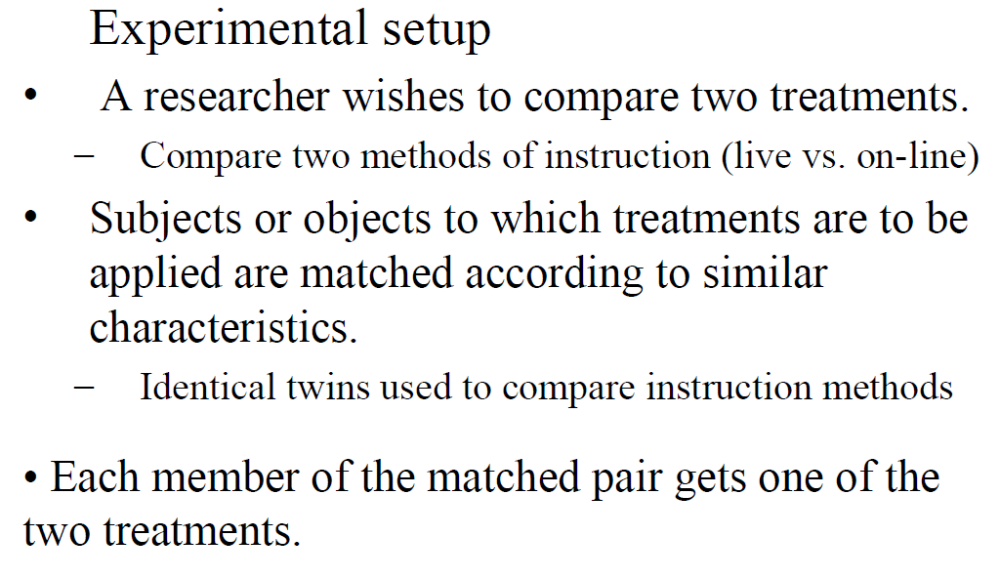 Experimental setup
• A researcher wishes to compare two treatments.
– Compare two methods of instruction (live vs. on-line)
• Subjects or objects to which treatments are to be
applied are matched according to similar
characteristics.
– Identical twins used to compare instruction methods
• Each member of the matched pair gets one of the
two treatments.